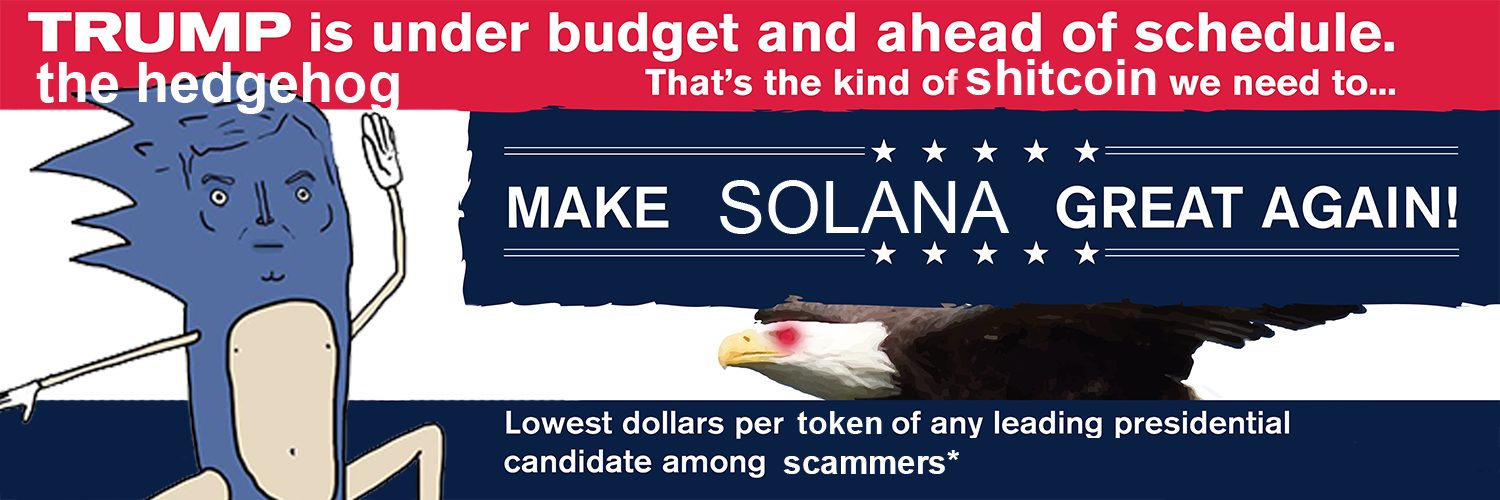 TRUMP is under budget and ahead of schedule.
the hedgehog
That's the kind of shitcoin we need to...
MAKE SOLANA GREAT AGAIN!
Lowest dollars per token of any leading presidential
candidate among scammers*